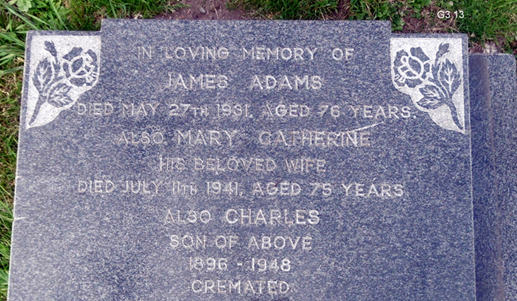 G3,13
IN LOVING MEMORY OF
JAMES ADAMS
DIED MAY 27TH 1931, AGED 76 YEARS.
ALSO MARY CATHERINE
HIS BELOVED WIFE
DIED JULY 11TH 1941, AGED 75 YEARS
ALSO CHARLES
SON OF ABOVE
1896 - 1948
CREMATED